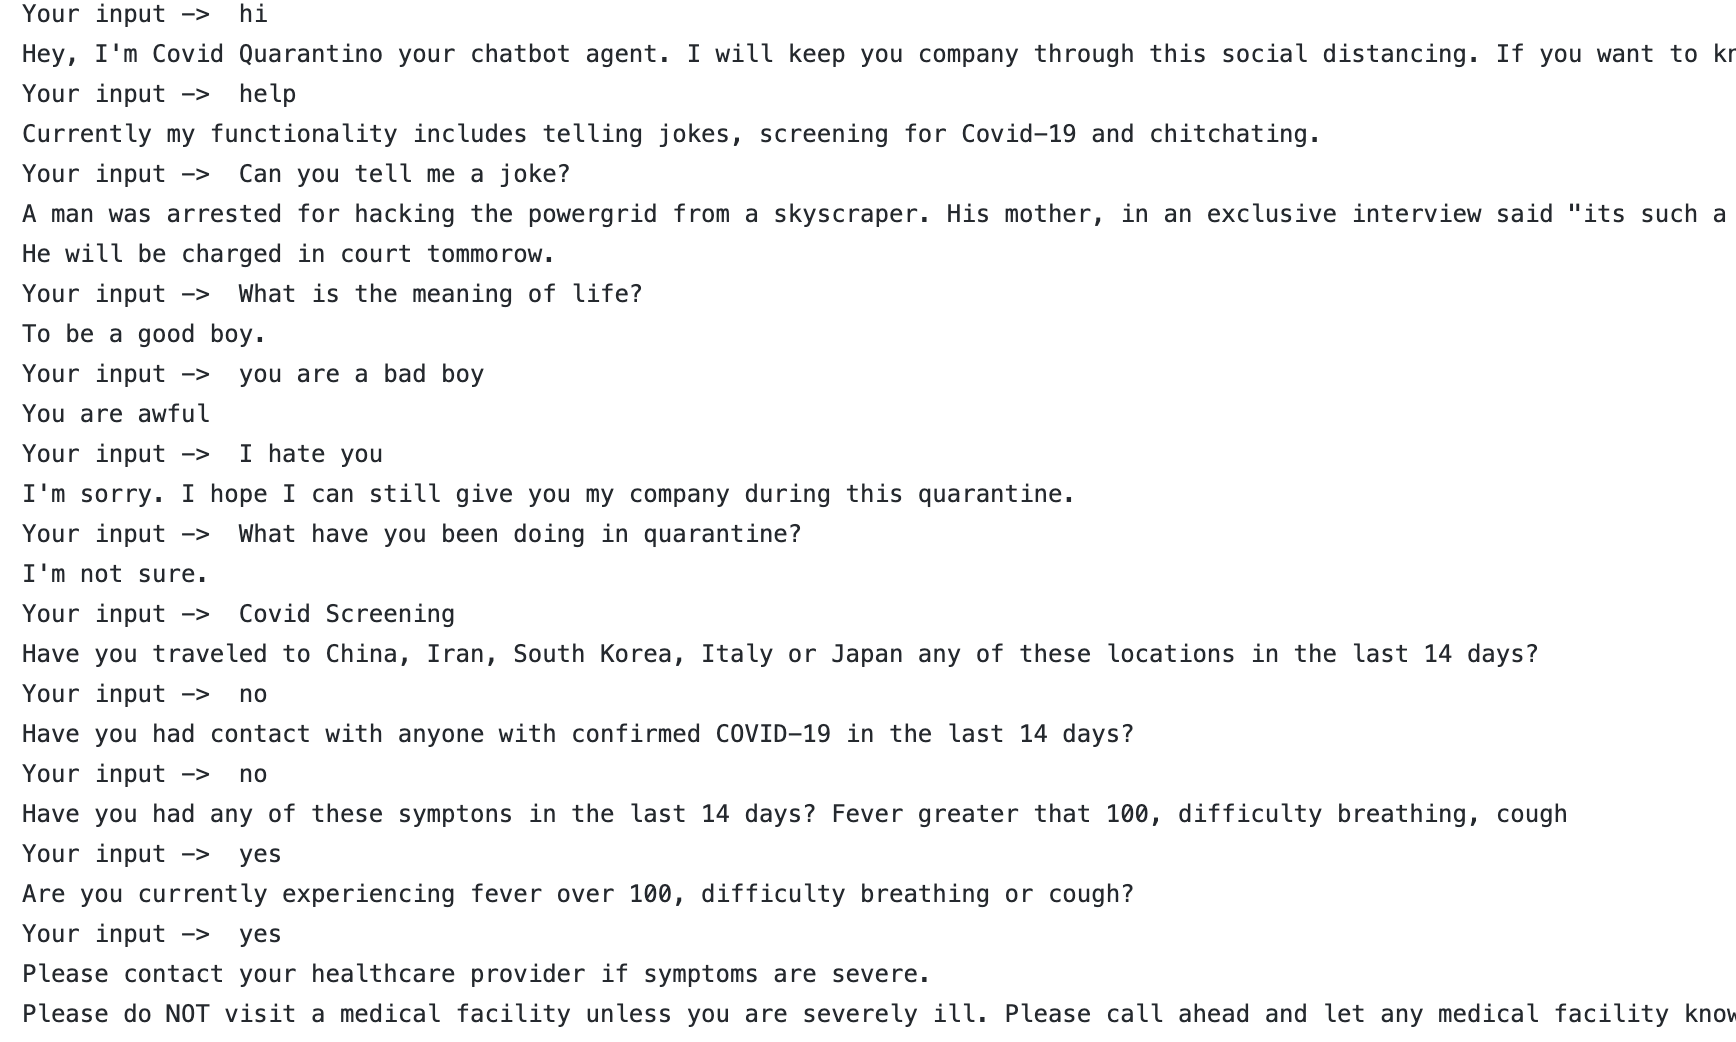 Your input ->  hi
Hey, I'm Covid Quarantino your chatbot agent. I will keep you company through this social distancing. If you want to
Your input ->  help
Currently my functionality includes telling jokes, screening for Covid-19 and chitchating.
Your input ->  Can you tell me a joke?
A man was arrested for hacking the powergrid from a skyscraper. His mother, in an exclusive interview said "its such a
He will be charged in court tommorow.
Your input ->  What is the meaning of life?
To be a good boy.
Your input ->  you are a bad boy
You are awful
Your input ->  I hate you
I'm sorry. I hope I can still give you my company during this quarantine.
Your input ->  What have you been doing in quarantine?
I'm not sure.
Your input ->  Covid Screening
Have you traveled to China, Iran, South Korea, Italy or Japan any of these locations in the last 14 days?
Your input ->  no
Have you had contact with anyone with confirmed COVID-19 in the last 14 days?
Your input ->  no
Have you had any of these symptons in the last 14 days? Fever greater that 100, difficulty breathing, cough
Your input ->  yes
Are you currently experiencing fever over 100, difficulty breathing or cough?
Your input ->  yes
Please contact your healthcare provider if symptoms are severe.
Please do NOT visit a medical facility unless you are severely ill. Please call ahead and let any medical facility know